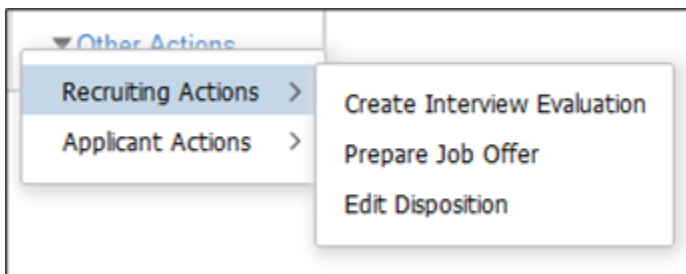 Other Actions
Recruiting Actions
Applicant Actions
Create Interview Evaluation
Prepare Job Offer
Edit Disposition